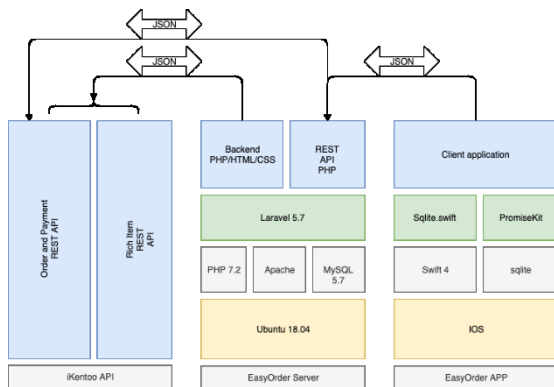 JSON
JSON
JSON
Order and Payment
REST API
Rich Item
REST
API
Backend
PHP/HTML/CSS
REST
API
PHP
Client application
Laravel 5.7
Sqlite.swift
PromiseKit
PHP 7.2
Apache
MySQL
5.7
Swift 4
sqlite
Ubuntu 18.04
IOS
iKentoo API
EasyOrder Server
EasyOrder APP